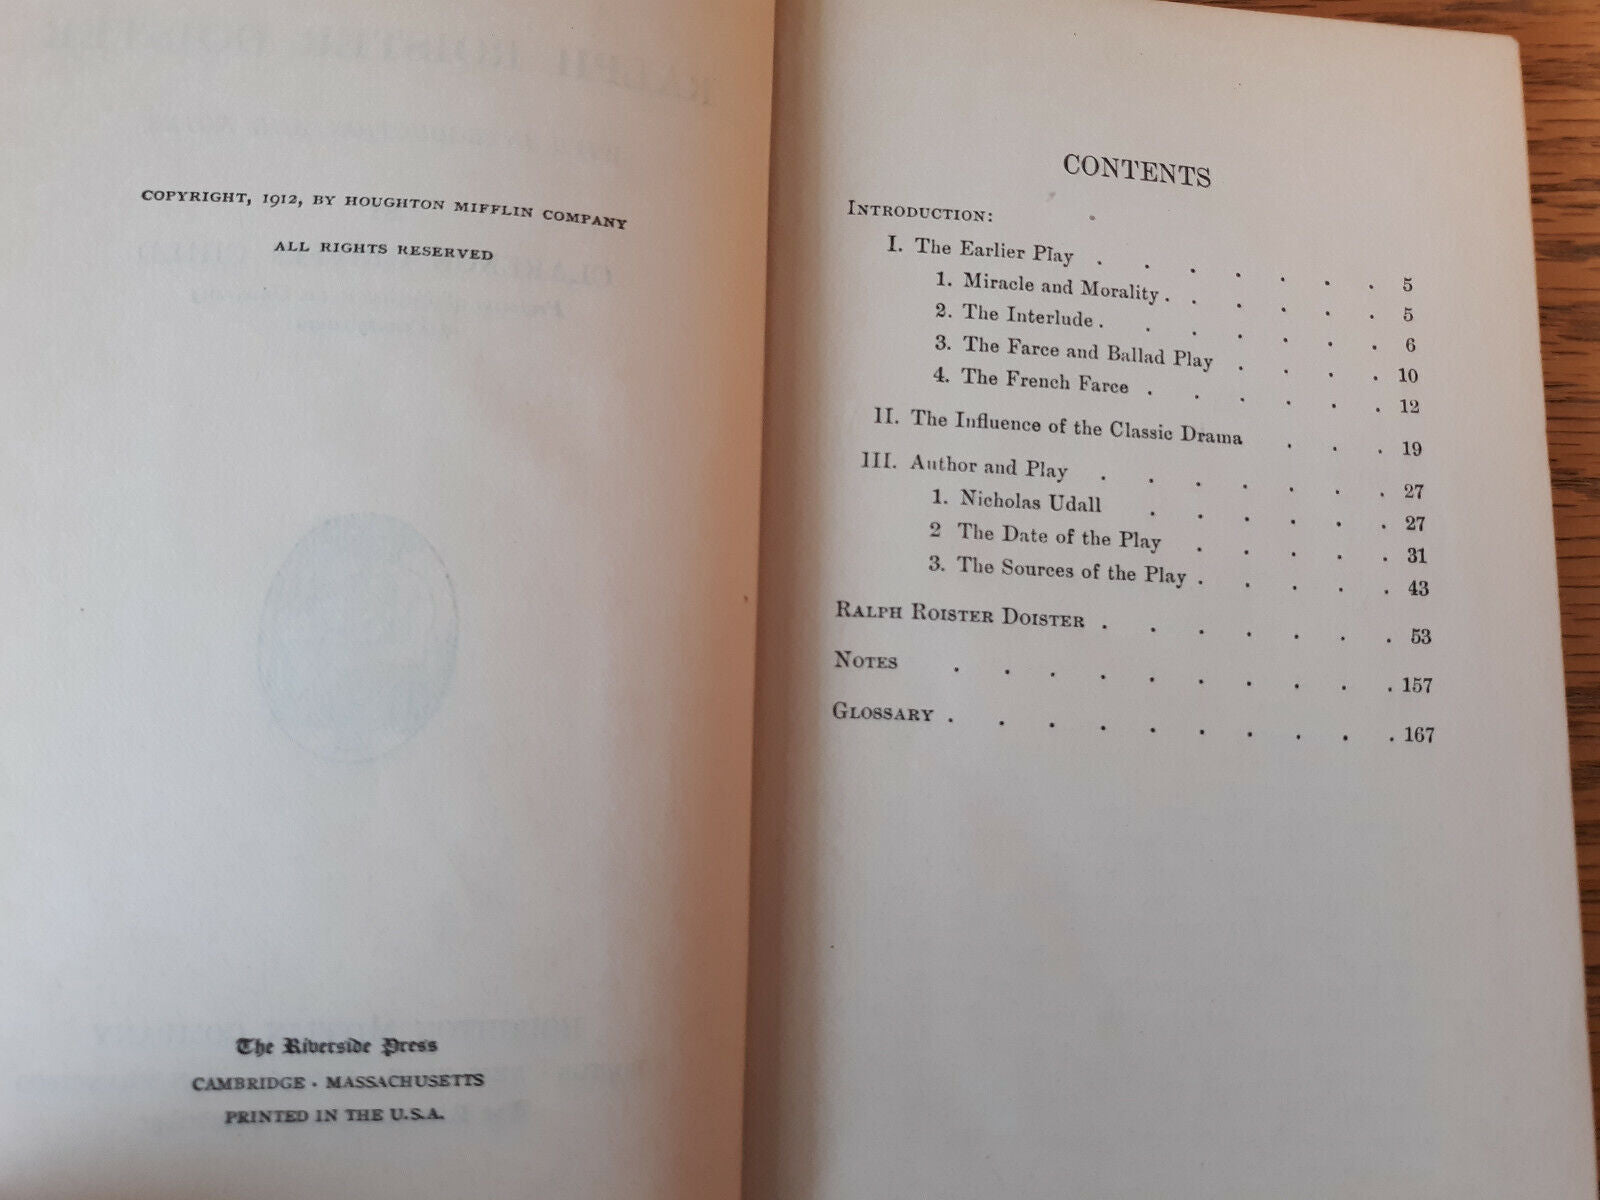 COPYRIGHT, 1912, BY HOUGHTON MIFFLIN COMPANY
ALL RIGHTS RESERVED
The Riverside Press
CAMBRIDGE . MASSACHUSETTS
PRINTED IN THE U.S.A.
CONTENTS
INTRODUCTION:
I. The Earlier Play . . . . . . . 5
1. Miracle and Morality . . . . . . 5
2. The Interlude . . . . . . . 6
3. The Farce and Ballad Play . . . . 10
4. The French Farce . . . . . . 12
II. The Influence of the Classic Drama . . . 19
III. Author and Play . . . . . . . 27
1. Nicholas Udall . . . . . . 27
2 The Date of the Play . . . . . 31
3. The Sources of the Play . . . . . 43
RALPH ROISTER DOISTER . . . . . . . 53
NOTES . . . . . . . . . . 157
GLOSSARY . . . . . . . . . . 167